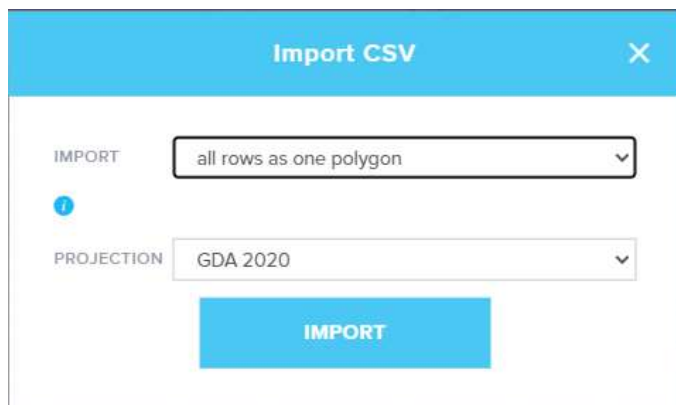 Import CSV
IMPORT all rows as one polygon
PROJECTION GDA 2020
IMPORT